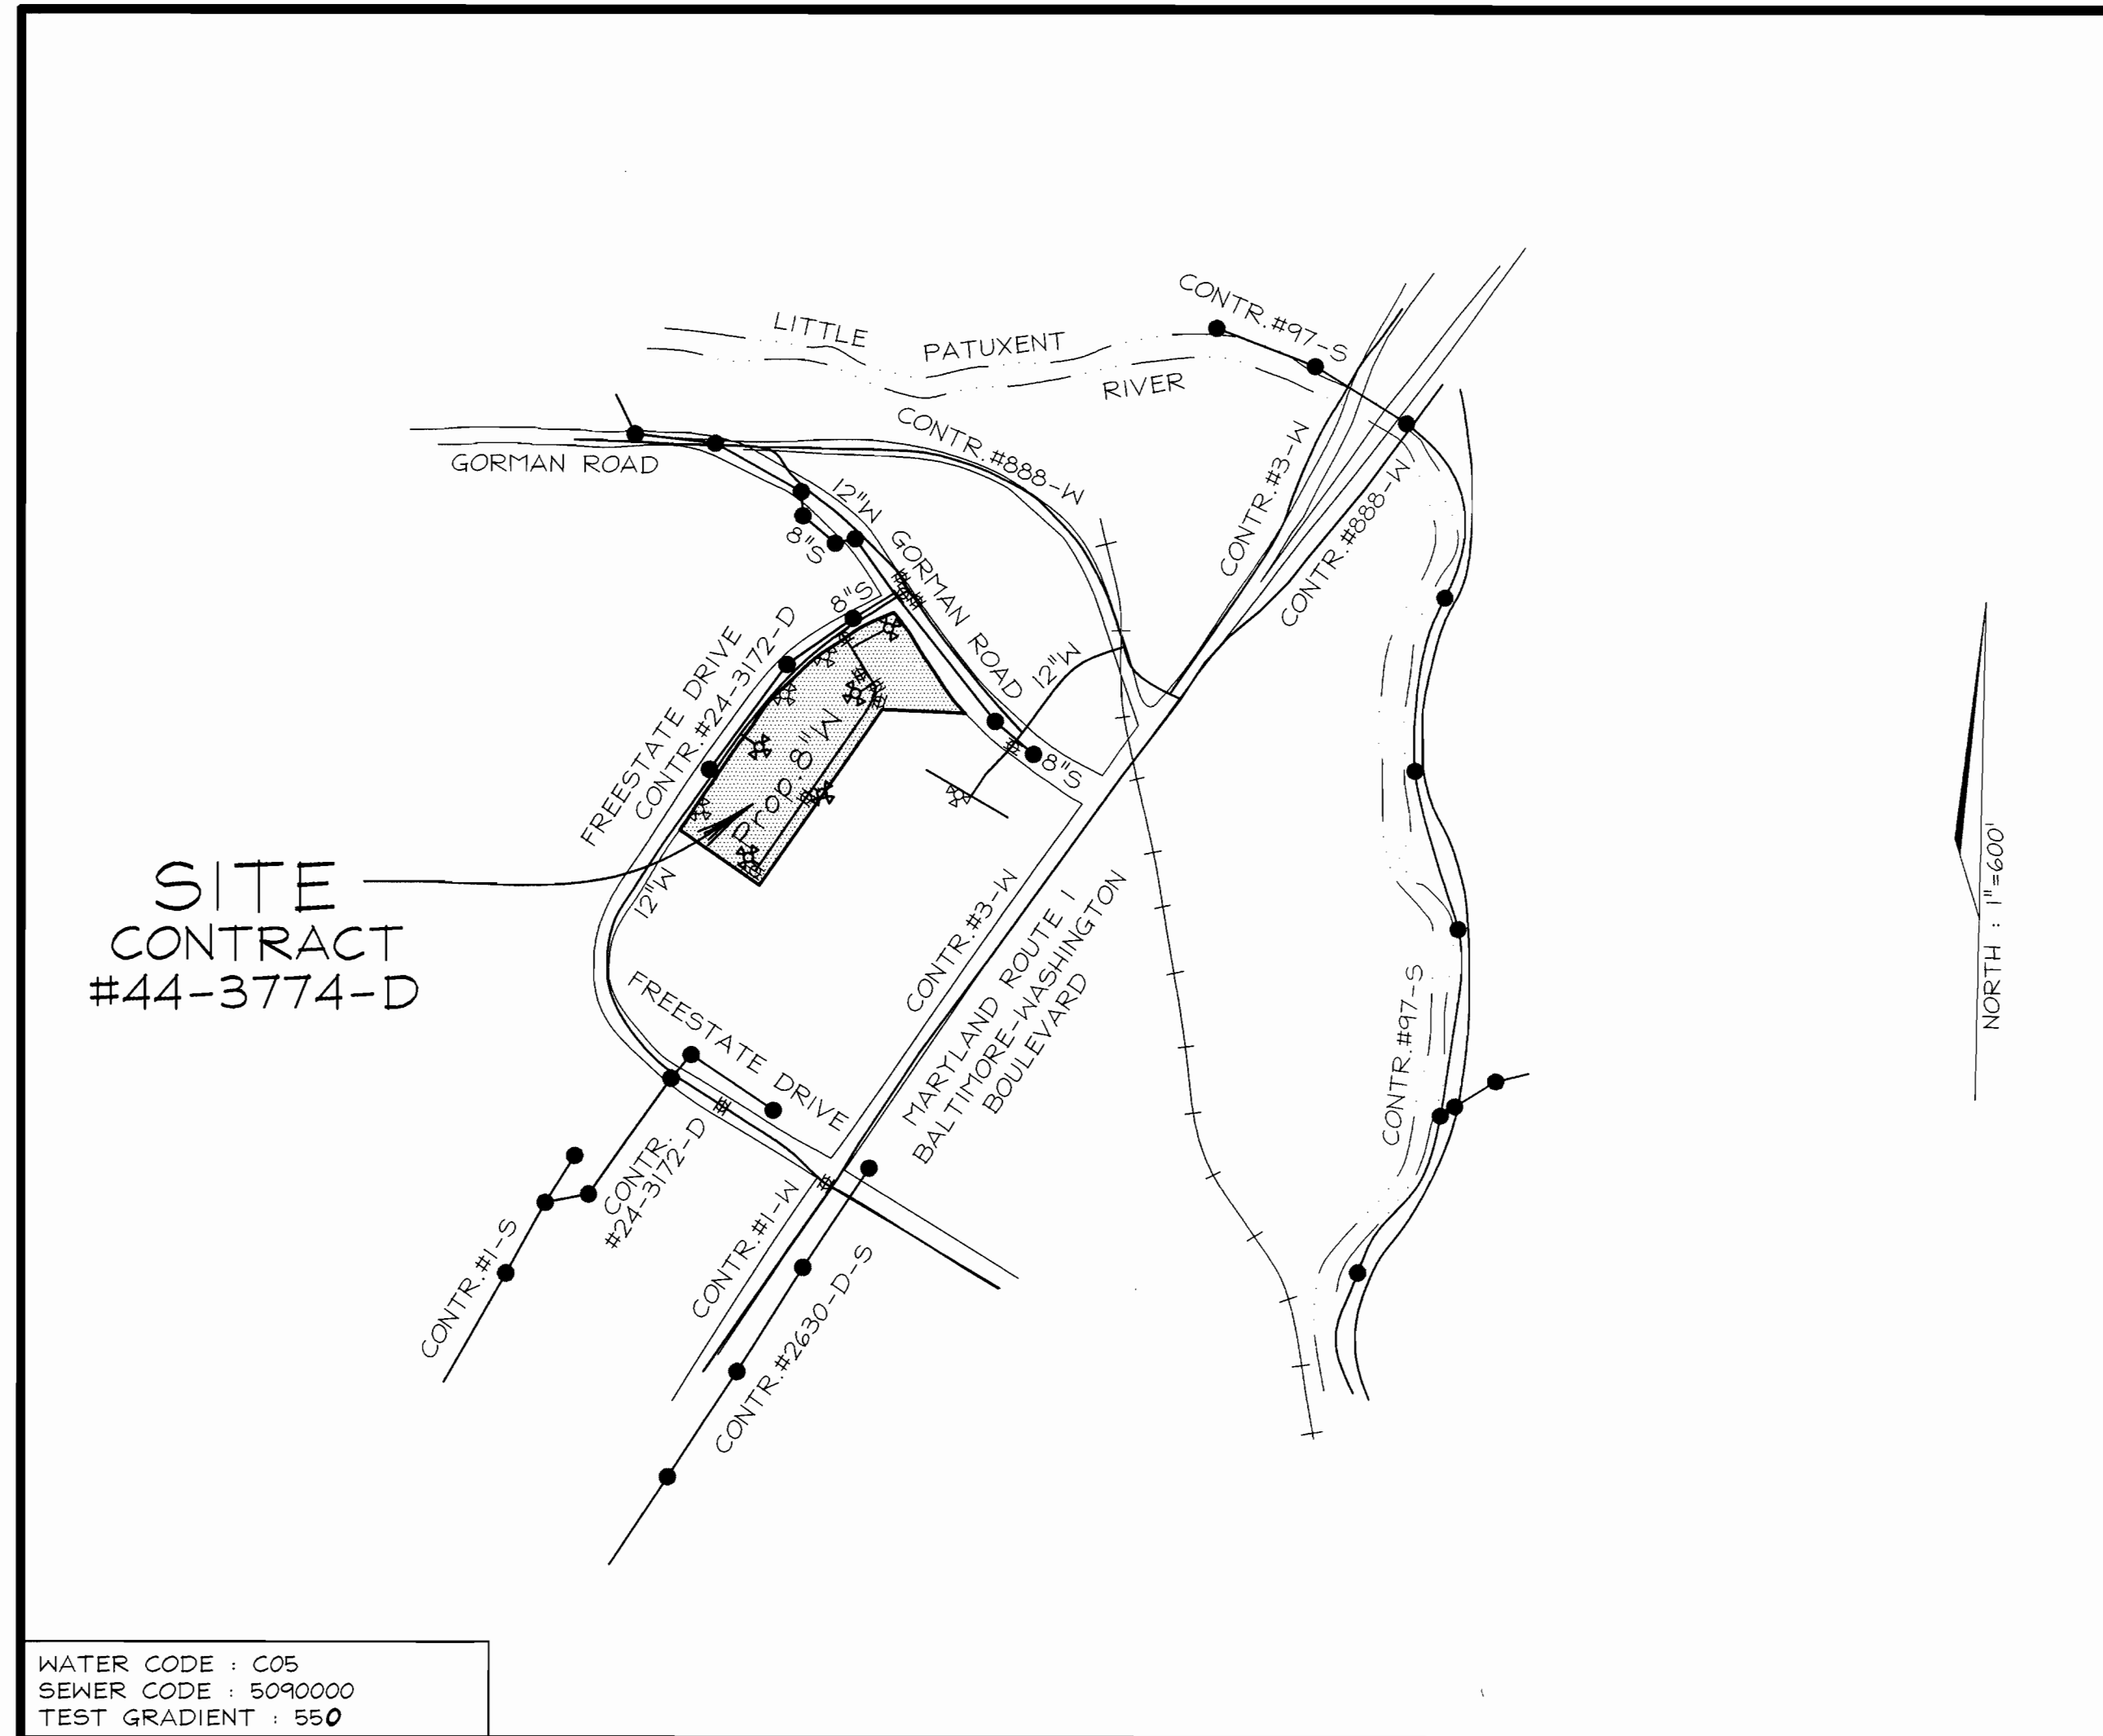 CONTR.#97-S
LITTLE
PATUXENT
RIVER
CONTR.#888-W
CONTR.#3-W
CONTR.#888-W
GORMAN ROAD
12"W
8"S
GORMAN ROAD
8"S
FREESTATE DRIVE
CONTR.#24-3172-D
12"W
8"S
Prop.8"W
SITE
CONTRACT
#44-3774-D
12"W
CONTR.#3-W
MARYLAND ROUTE 1
BALTIMORE-WASHINGTON
BOULEVARD
FREESTATE DRIVE
CONTR.#97-S
NORTH : 1"=600'
CONTR.
#24-3172-D
CONTR.#1-S
CONTR.#1-W
CONTR.#2630-D-S
WATER CODE : C05
SEWER CODE : 5090000
TEST GRADIENT : 550